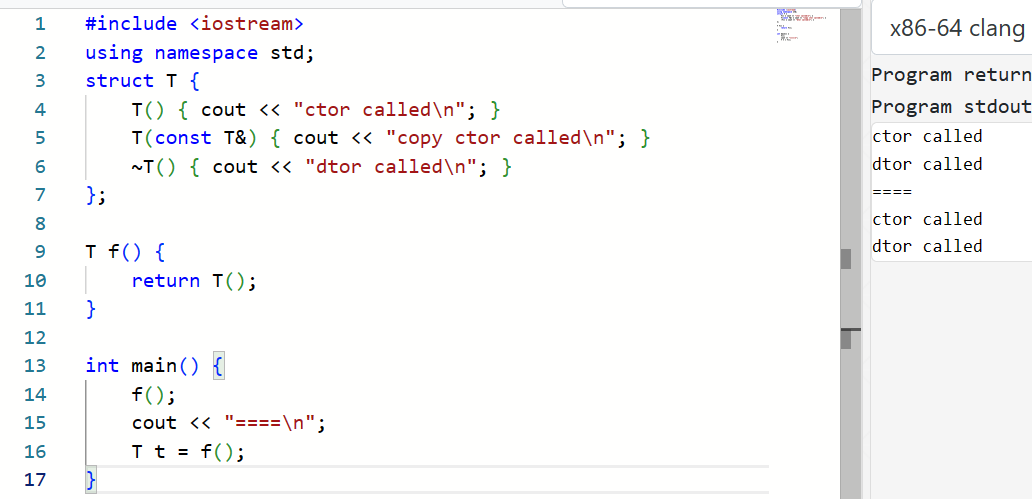 1 #include <iostream>
2 using namespace std;
3 struct T {
4     T() { cout << "ctor called\n"; }
5     T(const T&) { cout << "copy ctor called\n"; }
6     ~T() { cout << "dtor called\n"; }
7 };
8
9 T f() {
10     return T();
11 }
12
13 int main() {
14     f();
15     cout << "====\n";
16     T t = f();
17 }
x86-64 clang
Program return
Program stdout
ctor called
dtor called
====
ctor called
dtor called